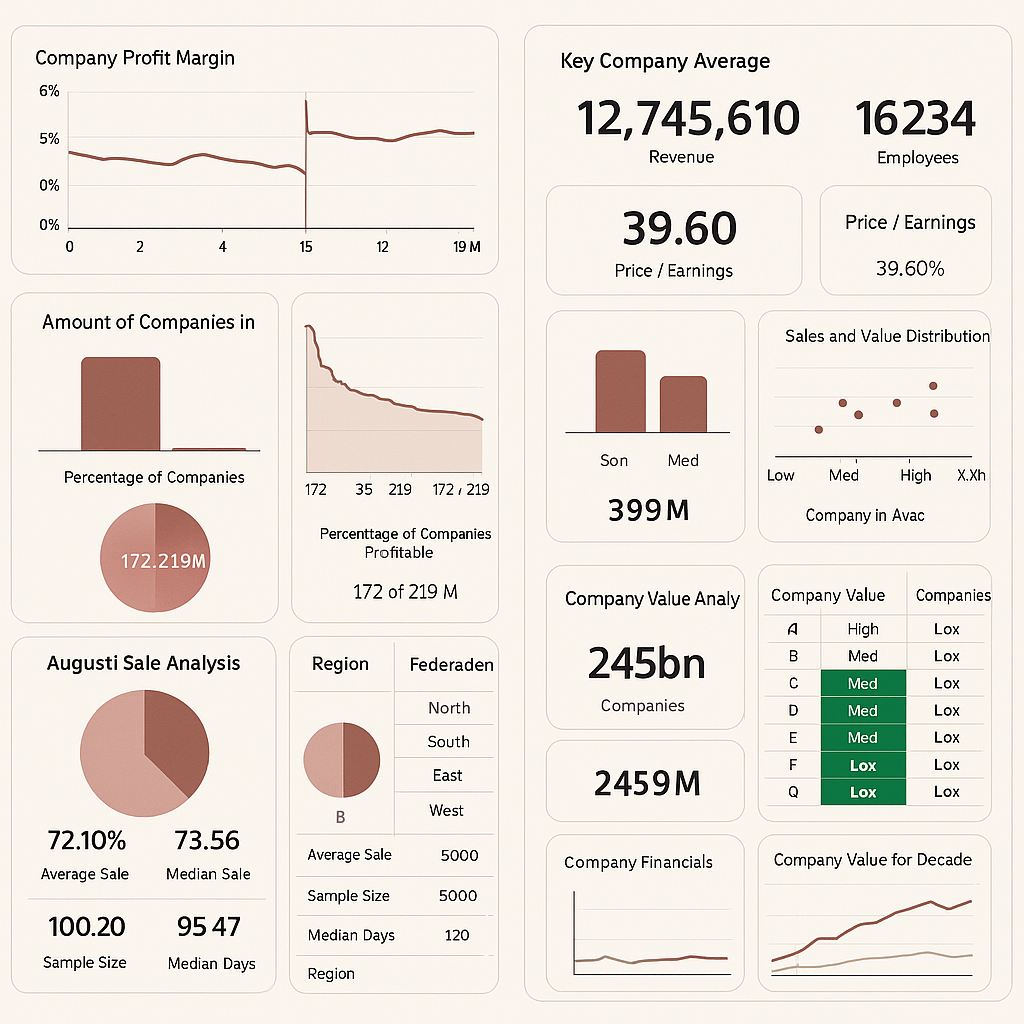 Company Profit Margin
6%
5%
0%
0%
0 2 4 15 12 19 M
Amount of Companies in
Percentage of Companies
172.219M
172 35 219 172 / 219
Percenttage of Companies
Profitable
172 of 219 M
Augusti Sale Analysis
72.10% 73.56
Average Sale Median Sale
100.20 95 47
Sample Size Median Days
Region Federaden
North
South
East
West
B
Average Sale 5000
Sample Size 5000
Median Days 120
Region
Key Company Average
12,745,610 16234
Revenue Employees
39.60
Price / Earnings
Price / Earnings
39.60%
Son Med
399M
Sales and Value Distribution
Low Med High X.Xh
Company in Avac
Company Value Analy
245bn
Companies
2459M
Company Value Companies
A High Lox
B Med Lox
C Med Lox
D Med Lox
E Med Lox
F Lox Lox
Q Lox Lox
Company Financials
Company Value for Decade